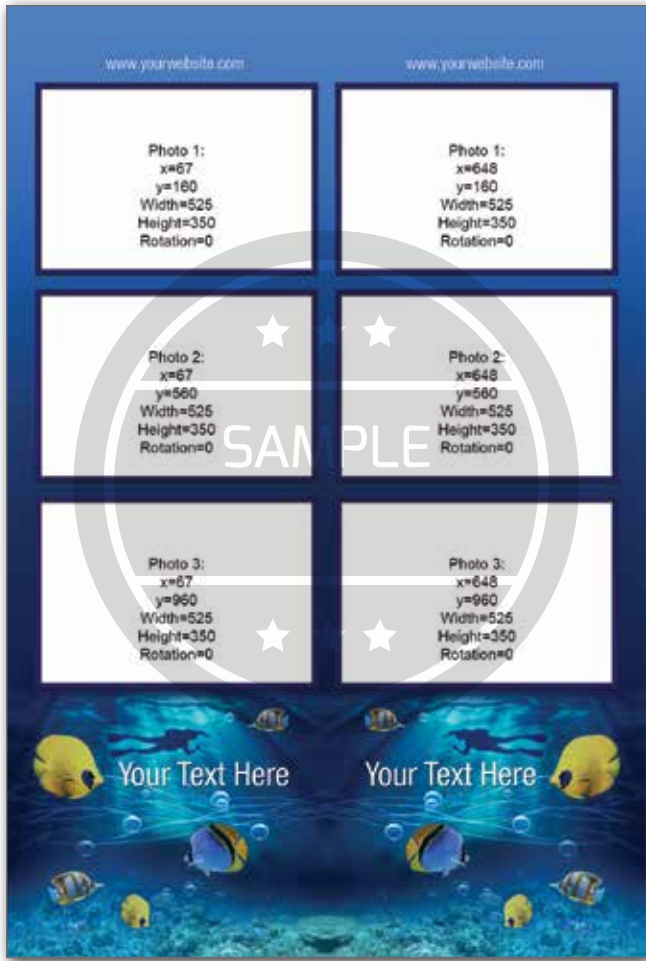 www.yourwebsite.com
www.yourwebsite.com
Photo 1:
x=67
y=160
Width=525
Height=350
Rotation=0
Photo 1:
x=648
y=160
Width=525
Height=350
Rotation=0
Photo 2:
x=67
y=560
Width=525
Height=350
Rotation=0
Photo 2:
x=648
y=560
Width=525
Height=350
Rotation=0
SAMPLE
Photo 3:
x=67
y=960
Width=525
Height=350
Rotation=0
Photo 3:
x=648
y=960
Width=525
Height=350
Rotation=0
Your Text Here
Your Text Here